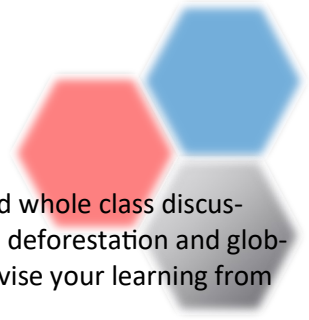 d whole class discus-
deforestation and glob-
vise your learning from